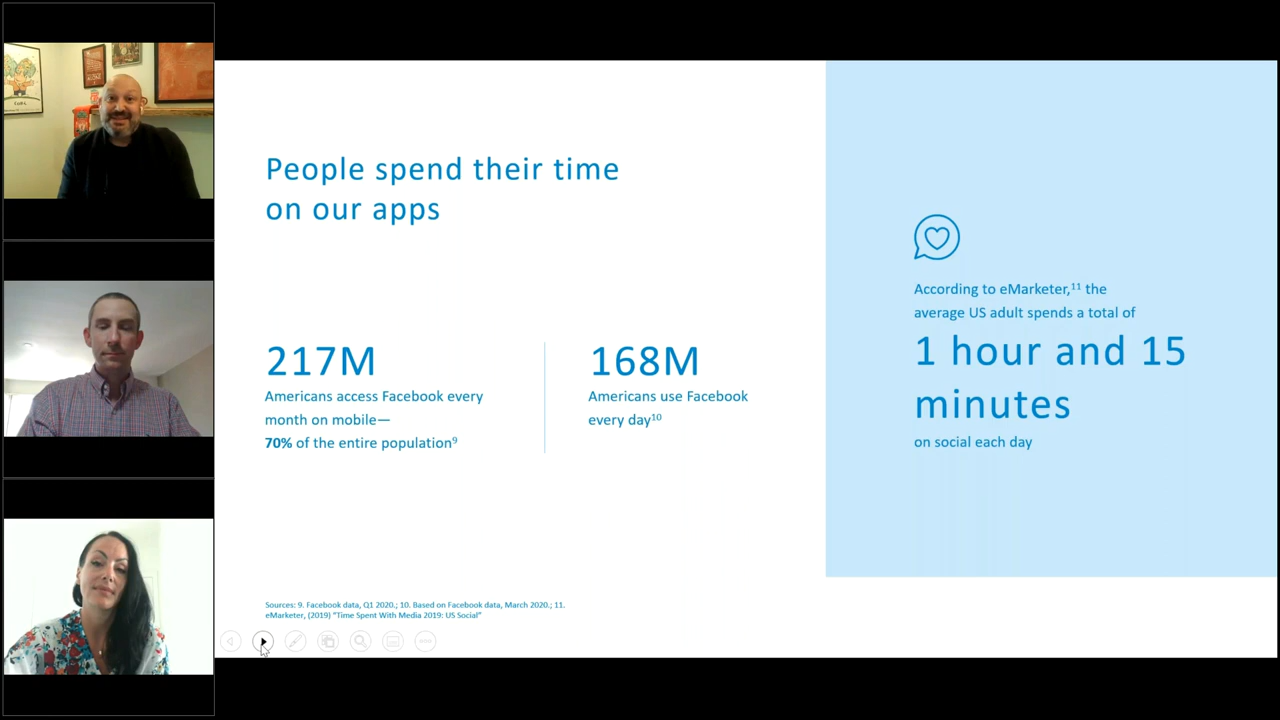 People spend their time
on our apps
217M
Americans access Facebook every
month on mobile—
70% of the entire population⁹
168M
Americans use Facebook
every day¹⁰
According to eMarketer,¹¹ the
average US adult spends a total of
1 hour and 15
minutes
on social each day
Sources: 9. Facebook data, Q1 2020.; 10. Based on Facebook data, March 2020.; 11.
eMarketer, (2019) "Time Spent With Media 2019: US Social"